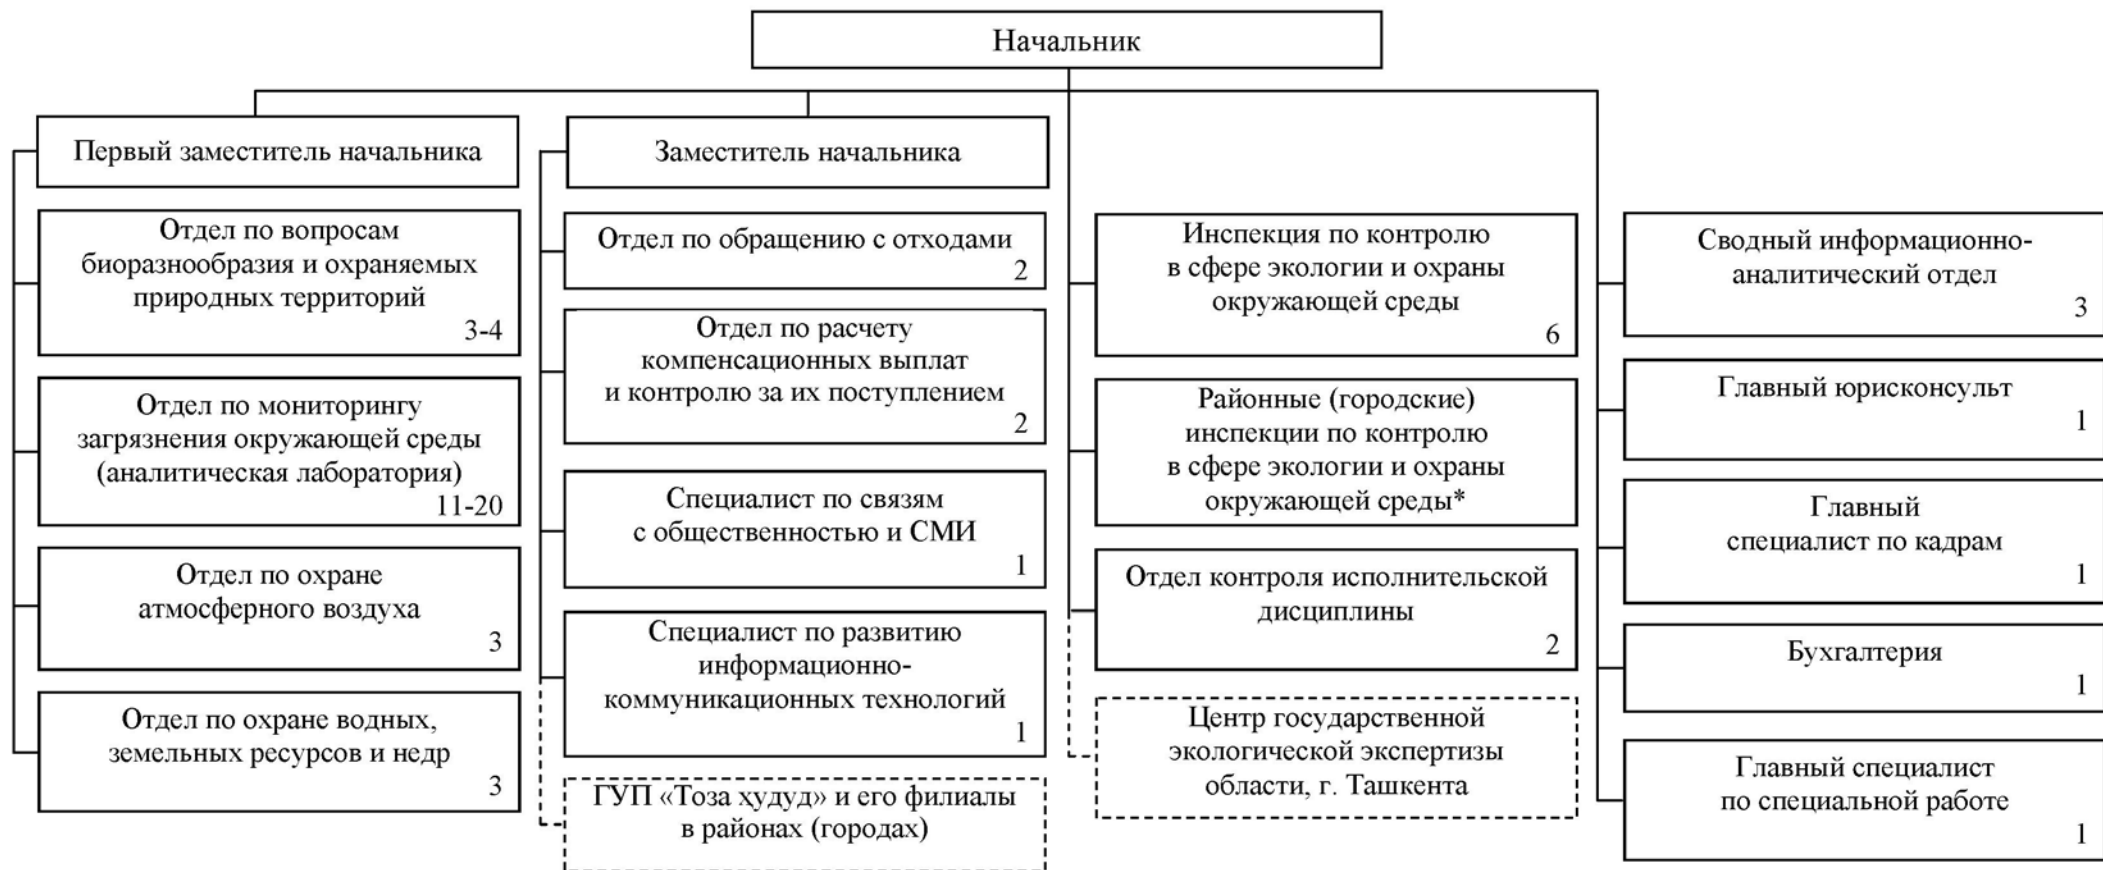 Начальник
Первый заместитель начальника
Отдел по вопросам
биоразнообразия и охраняемых
природных территорий
3-4
Отдел по мониторингу
загрязнения окружающей среды
(аналитическая лаборатория)
11-20
Отдел по охране
атмосферного воздуха
3
Отдел по охране водных,
земельных ресурсов и недр
3
Заместитель начальника
Отдел по обращению с отходами
2
Отдел по расчету
компенсационных выплат
и контролю за их поступлением
2
Специалист по связям
с общественностью и СМИ
1
Специалист по развитию
информационно-
коммуникационных технологий
1
ГУП «Тоза ҳудуд» и его филиалы
в районах (городах)
Инспекция по контролю
в сфере экологии и охраны
окружающей среды
6
Районные (городские)
инспекции по контролю
в сфере экологии и охраны
окружающей среды*
Отдел контроля исполнительской
дисциплины
2
Центр государственной
экологической экспертизы
области, г. Ташкента
Сводный информационно-
аналитический отдел
3
Главный юрисконсульт
1
Главный
специалист по кадрам
1
Бухгалтерия
1
Главный специалист
по специальной работе
1